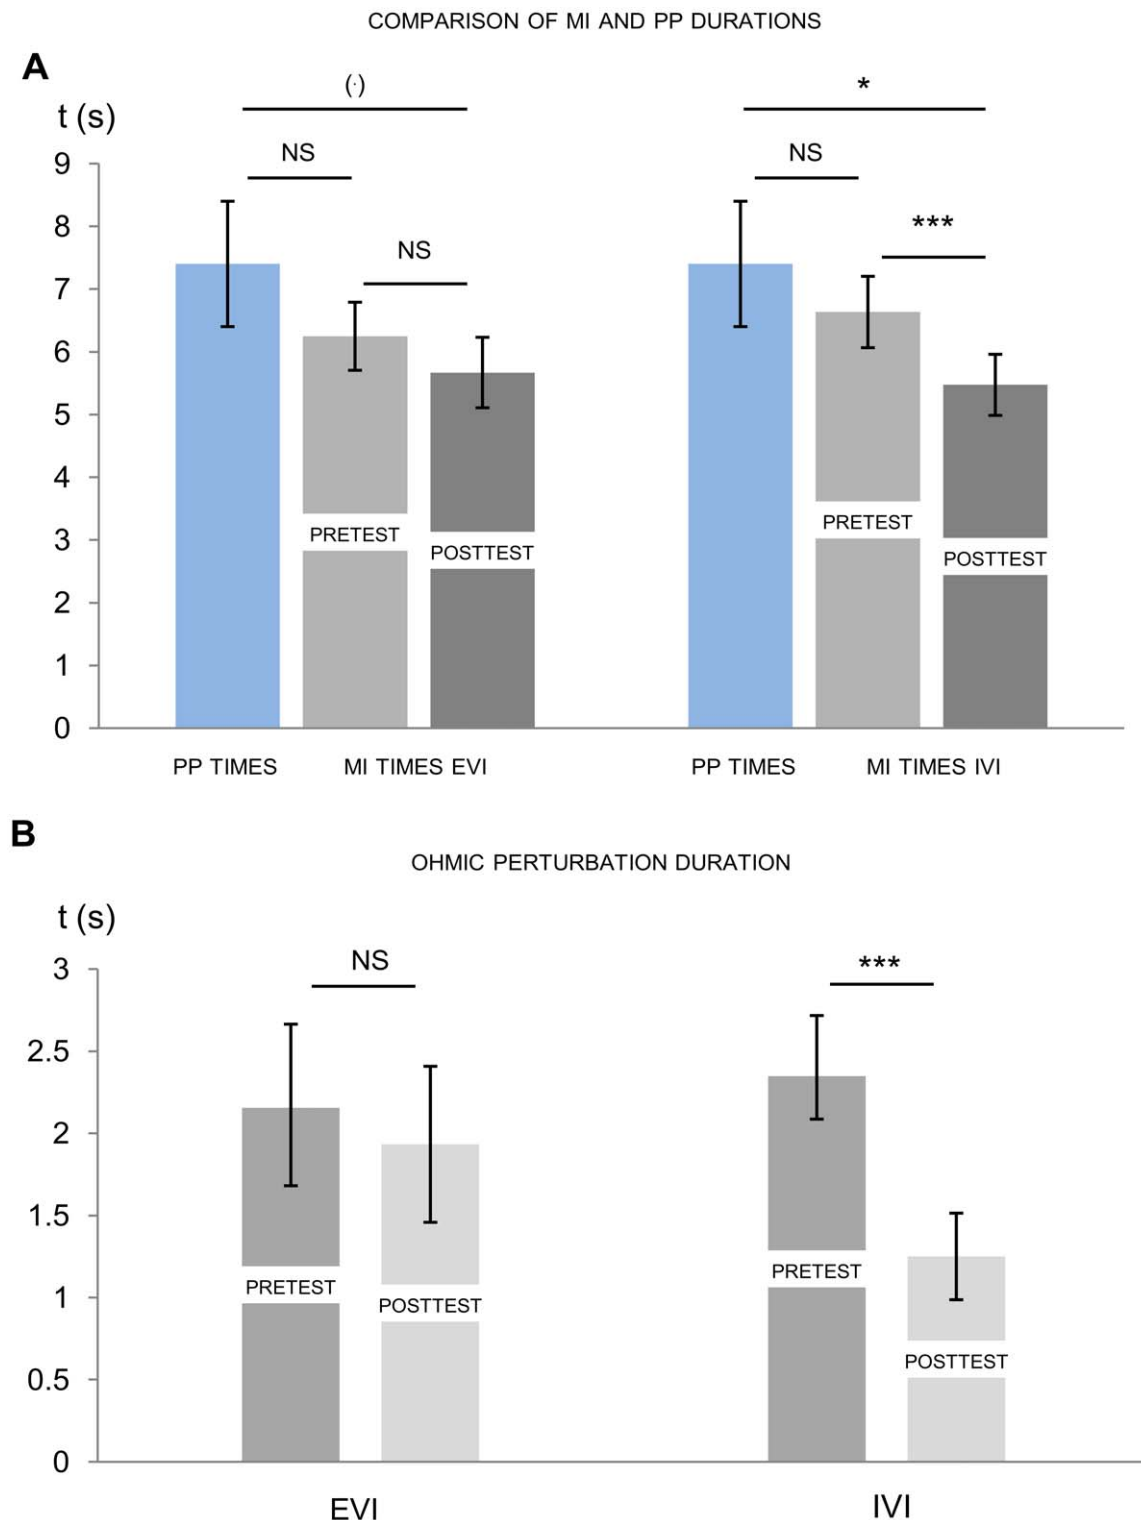 COMPARISON OF MI AND PP DURATIONS
A
(·) *
t (s)
NS NS
9
***
8
NS
7
6
5
4
PRETEST PRETEST
3
POSTTEST POSTTEST
2
1
0
PP TIMES MI TIMES EVI PP TIMES MI TIMES IVI
B
OHMIC PERTURBATION DURATION
t (s)
NS ***
3
2.5
2
1.5
PRETEST PRETEST
1
POSTTEST POSTTEST
0.5
0
EVI IVI